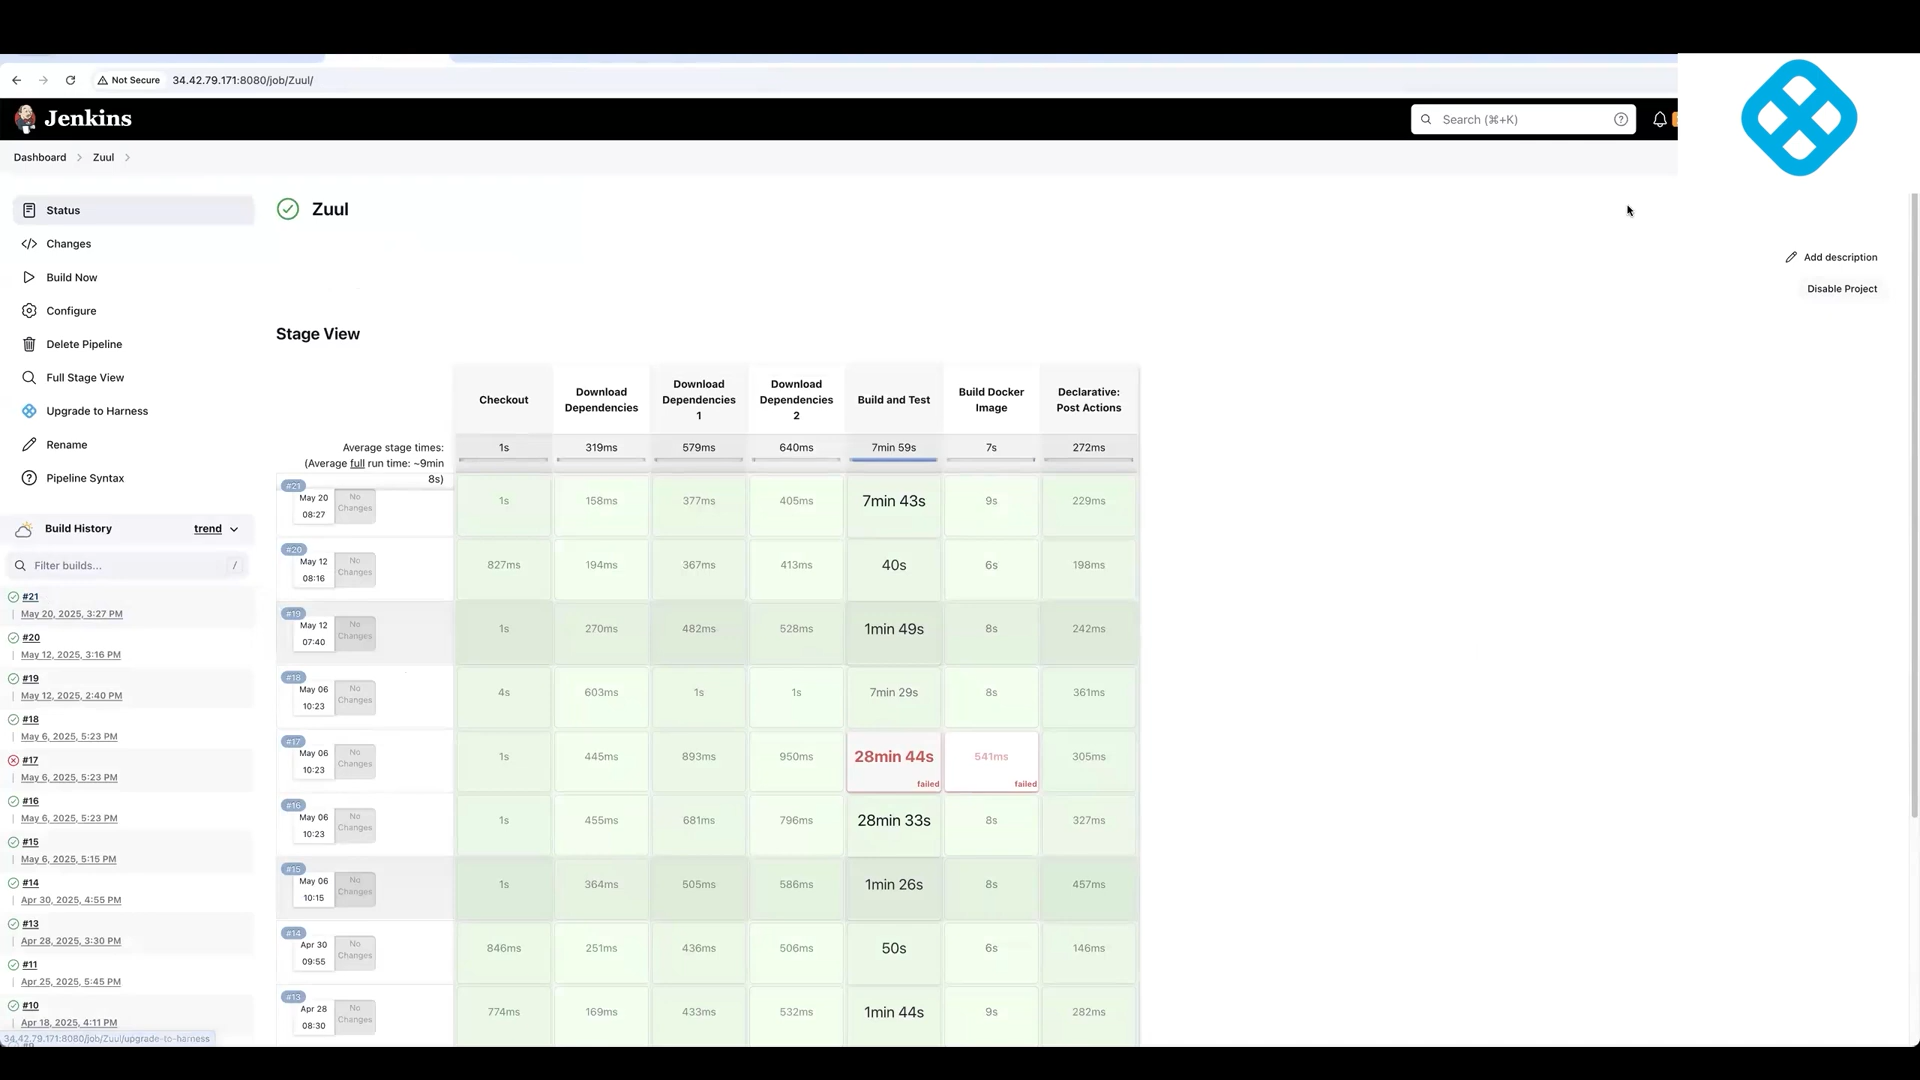 Not Secure
34.42.79.171:8080/job/Zuul/
Jenkins
Search (⌘+K)
Dashboard
Zuul
Status
Changes
Build Now
Configure
Delete Pipeline
Full Stage View
Upgrade to Harness
Rename
Pipeline Syntax
Build History
trend
Filter builds...
/
#21
May 20, 2025, 3:27 PM
#20
May 12, 2025, 3:16 PM
#19
May 12, 2025, 2:40 PM
#18
May 6, 2025, 5:23 PM
#17
May 6, 2025, 5:23 PM
#16
May 6, 2025, 5:23 PM
#15
May 6, 2025, 5:15 PM
#14
Apr 30, 2025, 4:55 PM
#13
Apr 28, 2025, 3:30 PM
#11
Apr 25, 2025, 5:45 PM
#10
Apr 18, 2025, 4:11 PM
34.42.79.171:8080/job/Zuul/upgrade-to-harness
Zuul
Add description
Disable Project
Stage View
Checkout
Download
Dependencies
Download
Dependencies
1
Download
Dependencies
2
Build and Test
Build Docker
Image
Declarative:
Post Actions
Average stage times:
(Average full run time: ~9min
8s)
1s
319ms
579ms
640ms
7min 59s
7s
272ms
#21
May 20
08:27
No
Changes
1s
158ms
377ms
405ms
7min 43s
9s
229ms
#20
May 12
08:16
No
Changes
827ms
194ms
367ms
413ms
40s
6s
198ms
#19
May 12
07:40
No
Changes
1s
270ms
482ms
528ms
1min 49s
8s
242ms
#18
May 06
10:23
No
Changes
4s
603ms
1s
1s
7min 29s
8s
361ms
#17
May 06
10:23
No
Changes
1s
445ms
893ms
950ms
28min 44s
failed
541ms
failed
305ms
#16
May 06
10:23
No
Changes
1s
455ms
681ms
796ms
28min 33s
8s
327ms
#15
May 06
10:15
No
Changes
1s
364ms
505ms
586ms
1min 26s
8s
457ms
#14
Apr 30
09:55
No
Changes
846ms
251ms
436ms
506ms
50s
6s
146ms
#13
Apr 28
08:30
No
Changes
774ms
169ms
433ms
532ms
1min 44s
9s
282ms